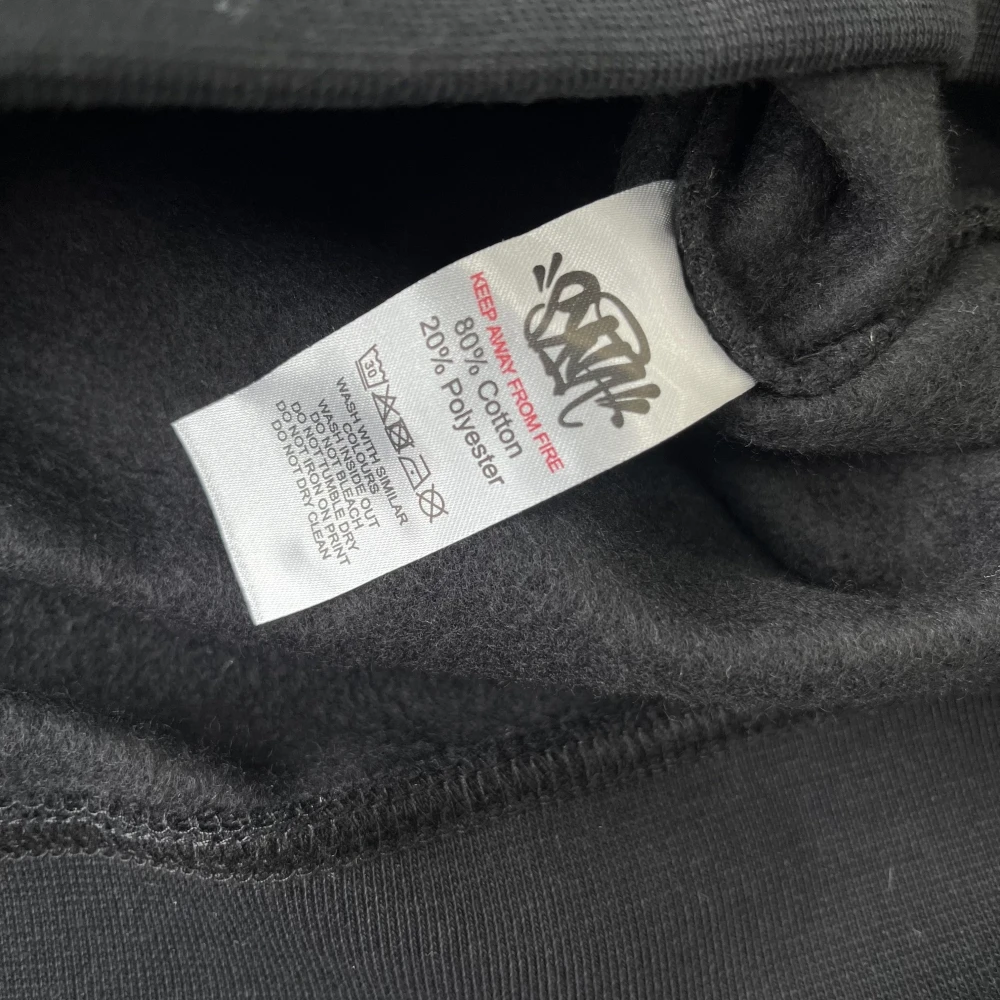 KEEP AWAY FROM FIRE
80% Cotton
20% Polyester
30
WASH WITH SIMILAR
COLOURS
WASH INSIDE OUT
DO NOT BLEACH
DO NOT TUMBLE DRY
DO NOT IRON ON PRINT
DO NOT DRY CLEAN